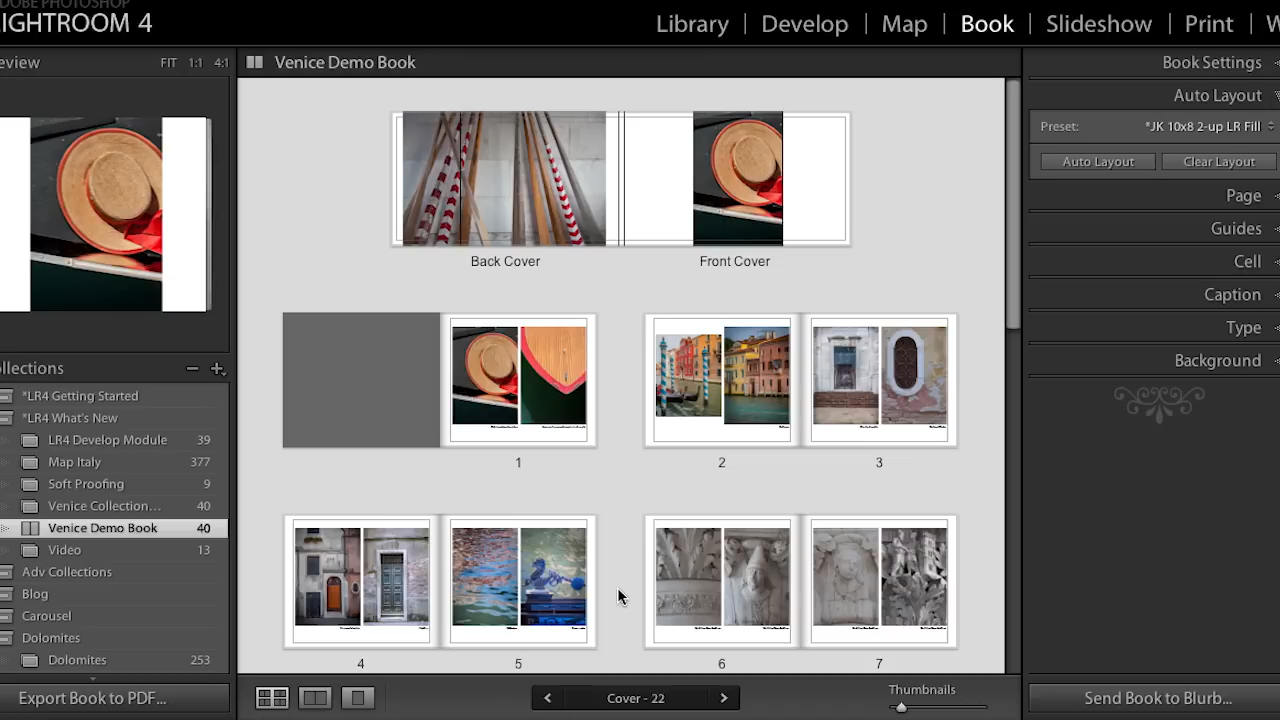 ADOBE PHOTOSHOP
IGHTROOM 4
Library | Develop | Map | Book | Slideshow | Print | W
eview FIT 1:1 4:1
Venice Demo Book
Book Settings
Auto Layout
Preset: *JK 10x8 2-up LR Fill
Auto Layout Clear Layout
Page
Guides
Cell
Caption
Type
Background
Back Cover Front Cover
1 2 3
4 5 6 7
ollections
*LR4 Getting Started
*LR4 What's New
LR4 Develop Module 39
Map Italy 377
Soft Proofing 9
Venice Collection... 40
Venice Demo Book 40
Video 13
Adv Collections
Blog
Carousel
Dolomites
Dolomites 253
Export Book to PDF...
Cover - 22
Thumbnails
Send Book to Blurb...